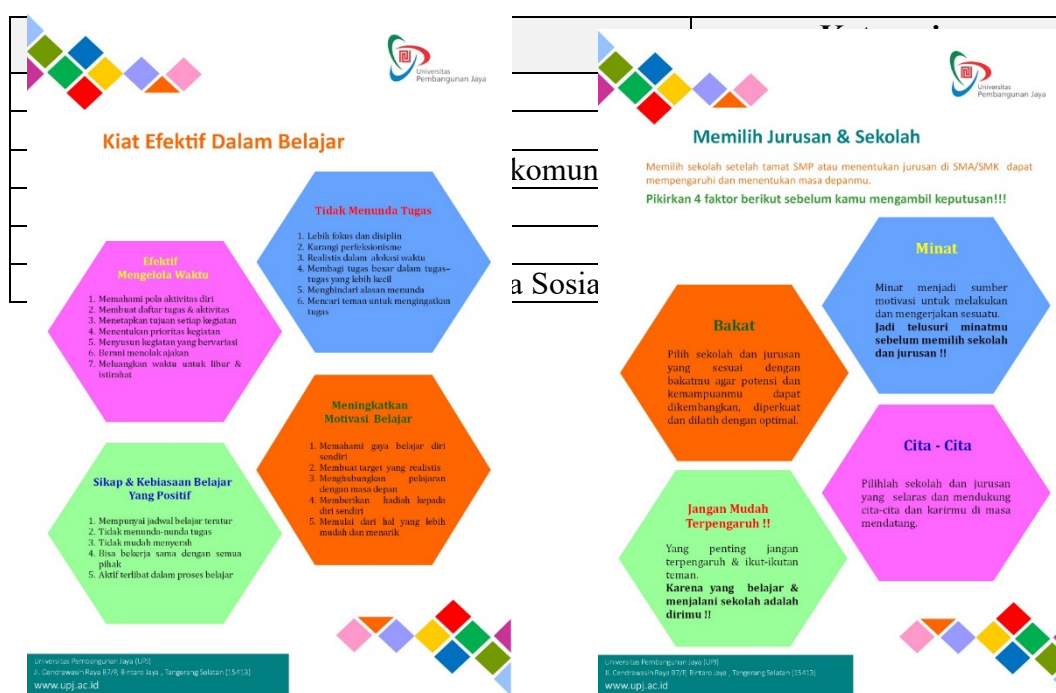 Universitas
Pembangunan Jaya
Kiat Efektif Dalam Belajar
Tidak Menunda Tugas
1. Lebih fokus dan disiplin
2. Kurangi perfeksionisme
3. Realistis dalam alokasi waktu
4. Membagi tugas besar dalam tugas–
tugas yang lebih kecil
5. Menghindari alasan menunda
6. Mencari teman untuk mengingatkan
tugas
Efektif
Mengelola Waktu
1. Memahami pola aktivitas diri
2. Membuat daftar tugas & aktivitas
3. Menetapkan tujuan setiap kegiatan
4. Menentukan prioritas kegiatan
5. Menyusun kegiatan yang bervariasi
6. Berani menolak ajakan
7. Meluangkan waktu untuk libur &
istirahat
Meningkatkan
Motivasi Belajar
1. Memahami gaya belajar diri
sendiri
2. Membuat target yang realistis
3. Menghubungkan pelajaran
dengan masa depan
4. Memberikan hadiah kepada
diri sendiri
5. Memulai dari hal yang lebih
mudah dan menarik
Sikap & Kebiasaan Belajar
Yang Positif
1. Mempunyai jadwal belajar teratur
2. Tidak menunda-nunda tugas
3. Tidak mudah menyerah
4. Bisa bekerja sama dengan semua
pihak
5. Aktif terlibat dalam proses belajar
Universitas Pembangunan Jaya (UPJ)
Jl. Cendrawasih Raya B7/P, Bintaro Jaya , Tangerang Selatan (15413)
www.upj.ac.id
komun
a Sosia
Universitas
Pembangunan Jaya
Memilih Jurusan & Sekolah
Memilih sekolah setelah tamat SMP atau menentukan jurusan di SMA/SMK dapat
mempengaruhi dan menentukan masa depanmu.
Pikirkan 4 faktor berikut sebelum kamu mengambil keputusan!!!
Minat
Minat menjadi sumber
motivasi untuk melakukan
dan mengerjakan sesuatu.
Jadi telusuri minatmu
sebelum memilih sekolah
dan jurusan !!
Bakat
Pilih sekolah dan jurusan
yang sesuai dengan
bakatmu agar potensi dan
kemampuanmu dapat
dikembangkan, diperkuat
dan dilatih dengan optimal.
Cita - Cita
Pilihlah sekolah dan jurusan
yang selaras dan mendukung
cita-cita dan karirmu di masa
mendatang.
Jangan Mudah
Terpengaruh !!
Yang penting jangan
terpengaruh & ikut-ikutan
teman.
Karena yang belajar &
menjalani sekolah adalah
dirimu !!
Universitas Pembangunan Jaya (UPJ)
Jl. Cendrawasih Raya B7/P, Bintaro Jaya , Tangerang Selatan (15413)
www.upj.ac.id